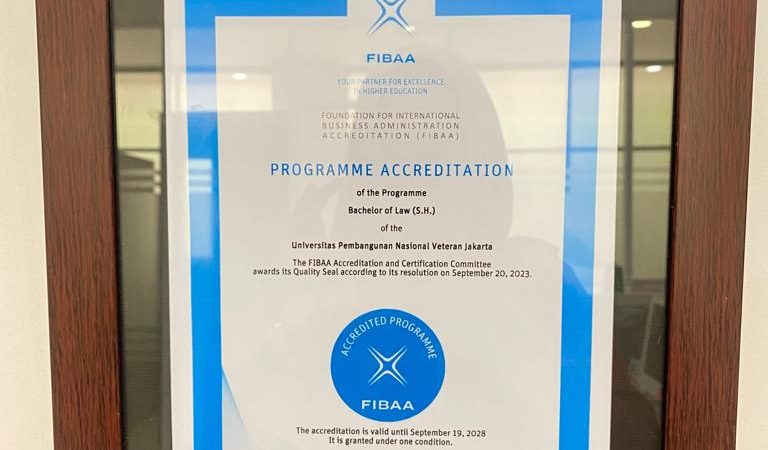 FIBAA
YOUR PARTNER FOR EXCELLENCE
IN HIGHER EDUCATION
FOUNDATION FOR INTERNATIONAL
BUSINESS ADMINISTRATION
ACCREDITATION (FIBAA)
PROGRAMME ACCREDITATION
of the Programme
Bachelor of Law (S.H.)
of the
Universitas Pembangunan Nasional Veteran Jakarta
The FIBAA Accreditation and Certification Committee
awards its Quality Seal according to its resolution on September 20, 2023.
ACCREDITED PROGRAMME
FIBAA
The accreditation is valid until September 19, 2028
It is granted under one condition.